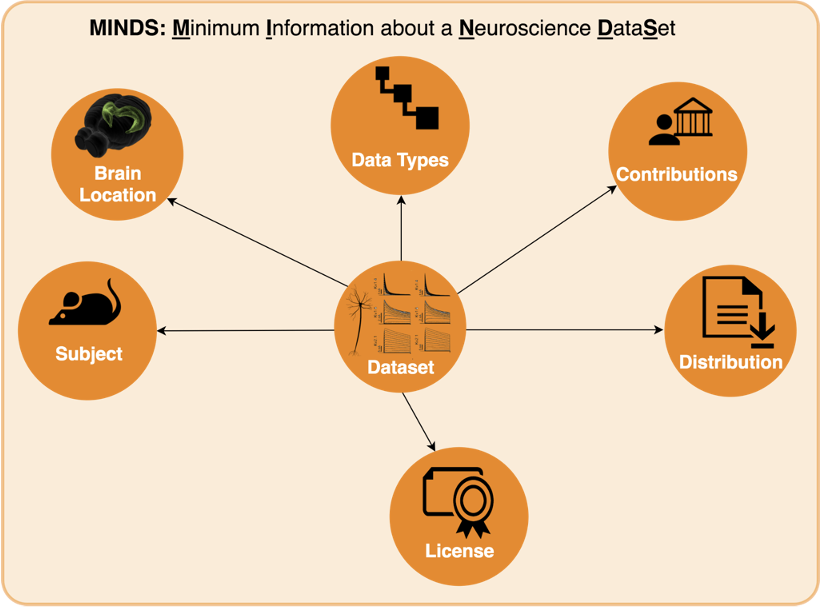 MINDS: Minimum Information about a Neuroscience DataSet
Brain
Location
Data Types
Contributions
Subject
Dataset
Distribution
License